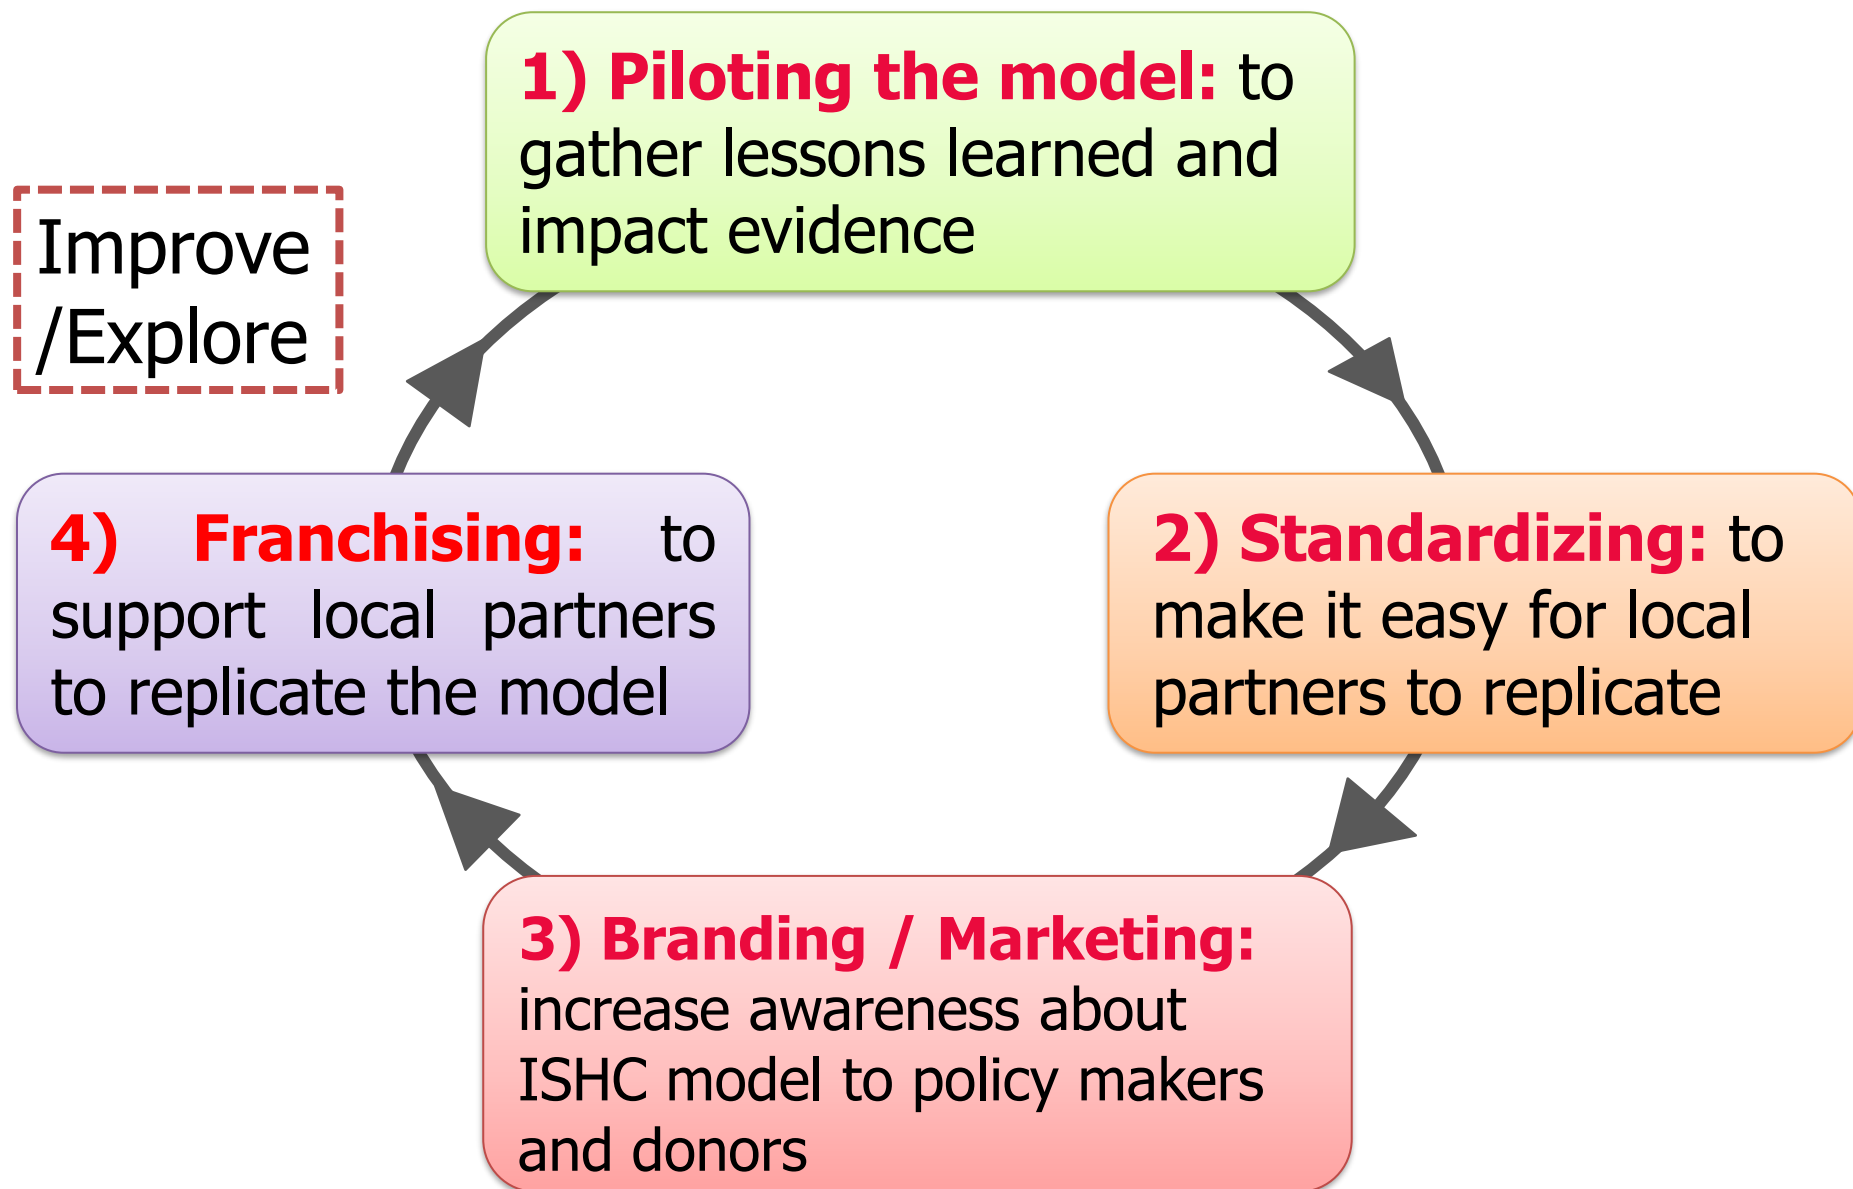 1) Piloting the model: to
gather lessons learned and
impact evidence
Improve
/Explore
2) Standardizing: to
make it easy for local
partners to replicate
3) Branding / Marketing:
increase awareness about
ISHC model to policy makers
and donors
4) Franchising: to
support local partners
to replicate the model